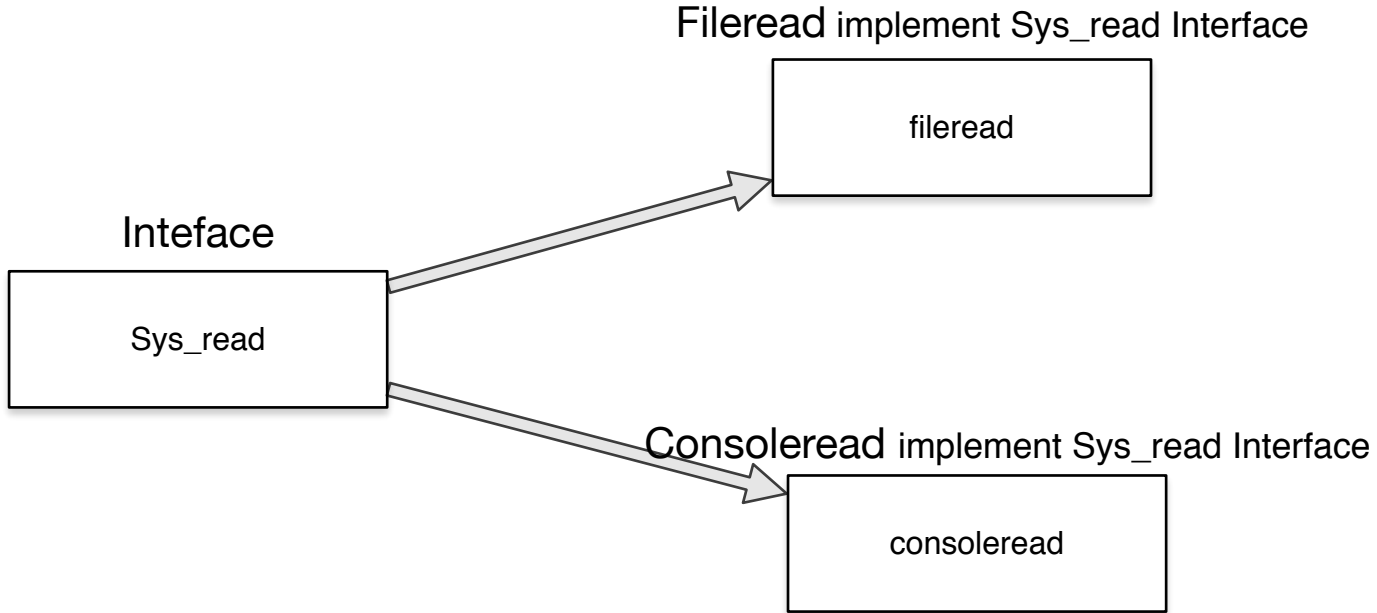 Fileread implement Sys_read Interface
fileread
Inteface
Sys_read
Consoleread implement Sys_read Interface
consoleread